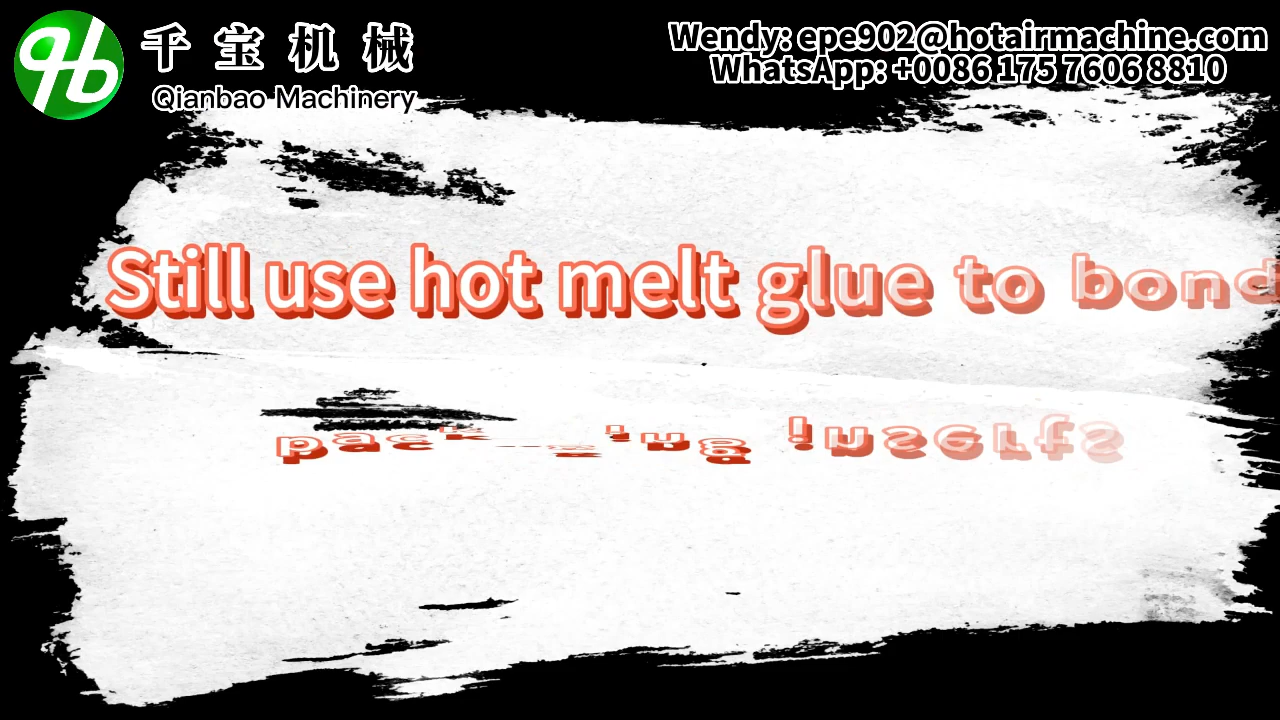 千宝机械
Qianbao Machinery
Wendy: epe902@hotairmachine.com
WhatsApp: +0086 175 7606 8810
Still use hot melt glue to bond